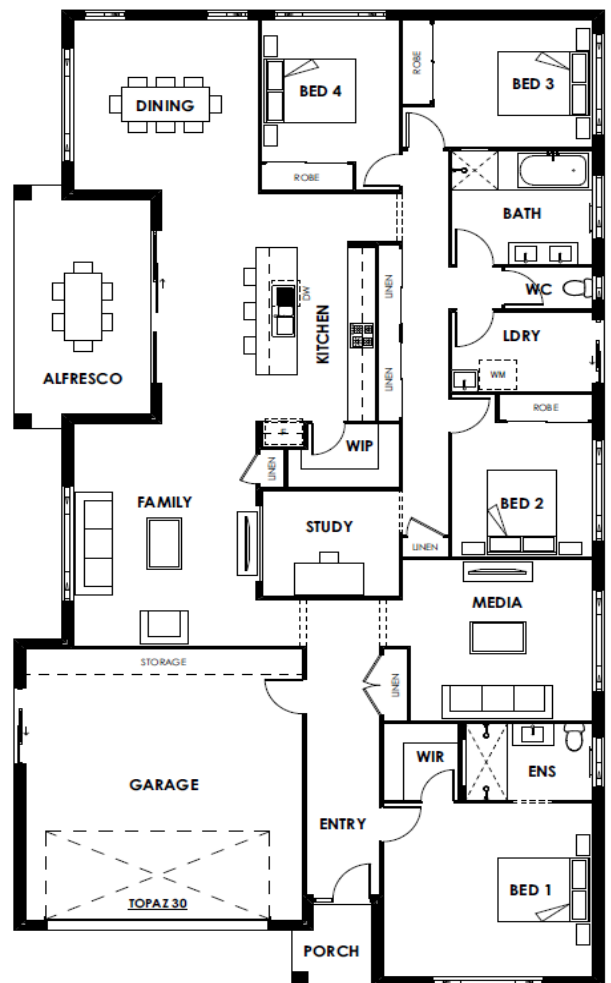 DINING
BED 4
ROBE
BED 3
ROBE
BATH
WC
LINEN
DW
KITCHEN
LDRY
WM
ALFRESCO
LINEN
ROBE
WIP
LINEN
FAMILY
STUDY
BED 2
LINEN
MEDIA
STORAGE
LINEN
WIR
ENS
GARAGE
ENTRY
BED 1
TOPAZ 30
PORCH